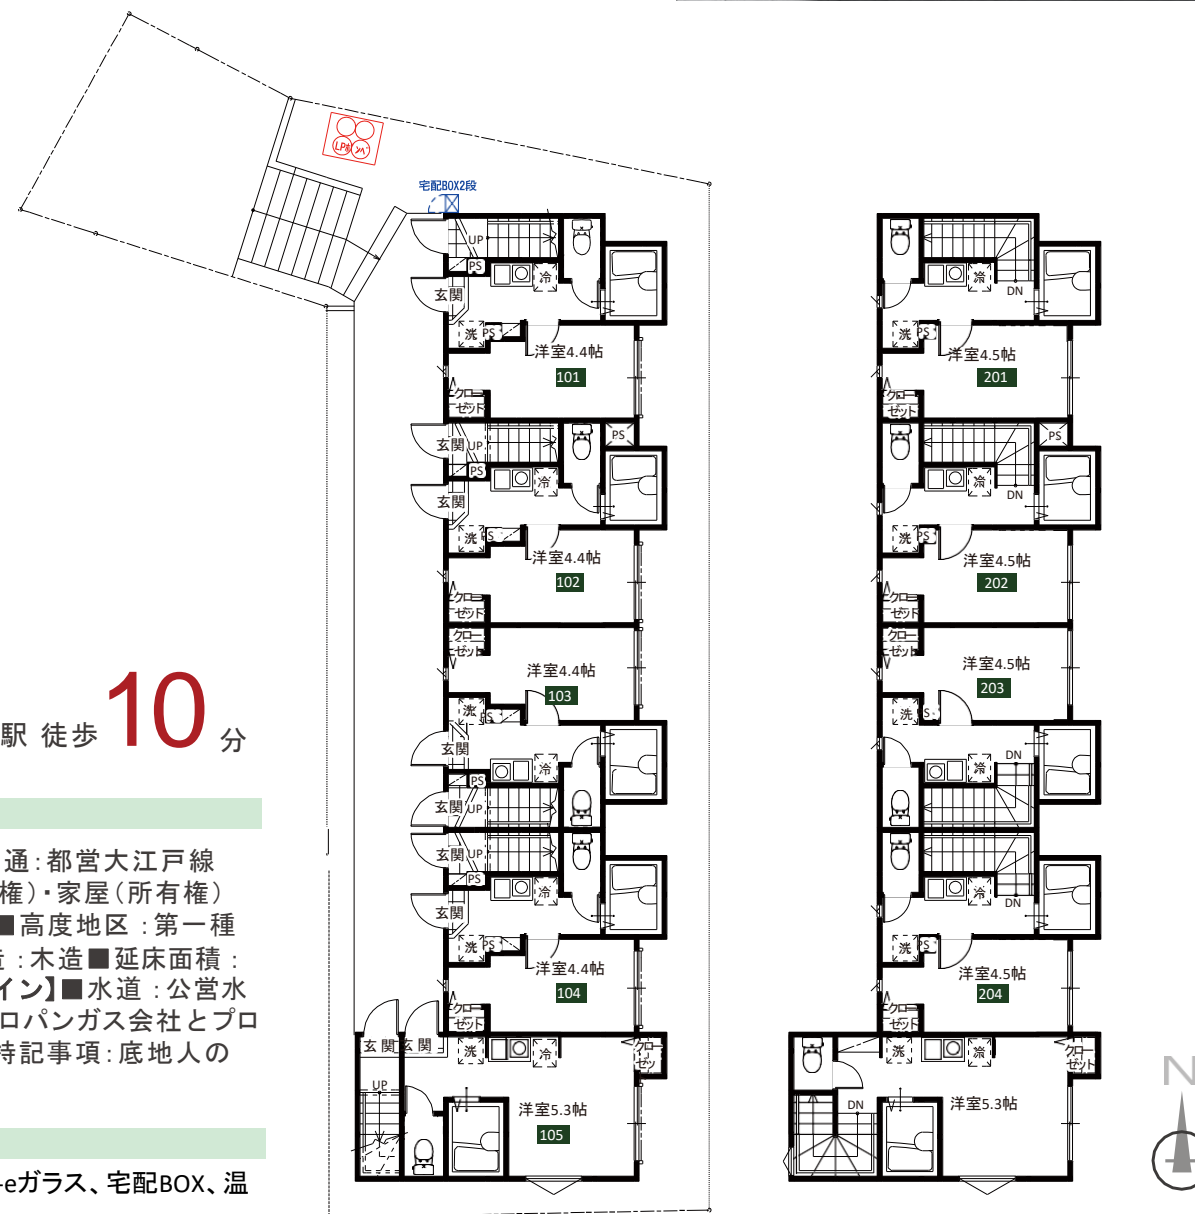 LPガ
ボンベ
宅配BOX2段
UP
PS
玄関
冷
洗
PS
洋室4.4帖
101
クロー
ゼット
玄関
UP
PS
PS
冷
玄関
洗
洋室4.4帖
102
クロー
ゼット
クロー
ゼット
洋室4.4帖
103
洗
玄関
冷
PS
玄関
UP
玄関
UP
PS
冷
玄関
洗
PS
洋室4.4帖
104
クロー
ゼット
玄関
玄関
洗
冷
クロー
ゼッ
UP
洋室5.3帖
105
冷
DN
洗
PS
洋室4.5帖
201
クロー
ゼット
PS
冷
DN
洗
PS
洋室4.5帖
202
クロー
ゼット
クロー
ゼット
洋室4.5帖
203
洗
DN
冷
冷
DN
洗
PS
洋室4.5帖
204
クロー
ゼット
洗
冷
クロー
ゼット
DN
洋室5.3帖
N
駅 徒歩 10 分
通：都営大江戸線
権）・家屋（所有権）
■高度地区：第一種
：木造■延床面積：
イン】■水道：公営水
ロパンガス会社とプロ
特記事項：底地人の
eガラス、宅配BOX、温